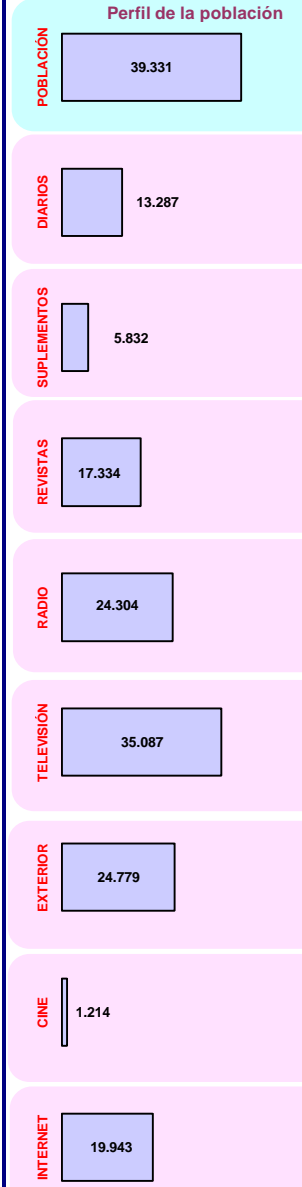 Perfil de la población
POBLACIÓN
39.331
DIARIOS
13.287
SUPLEMENTOS
5.832
REVISTAS
17.334
RADIO
24.304
TELEVISIÓN
35.087
EXTERIOR
24.779
CINE
1.214
INTERNET
19.943